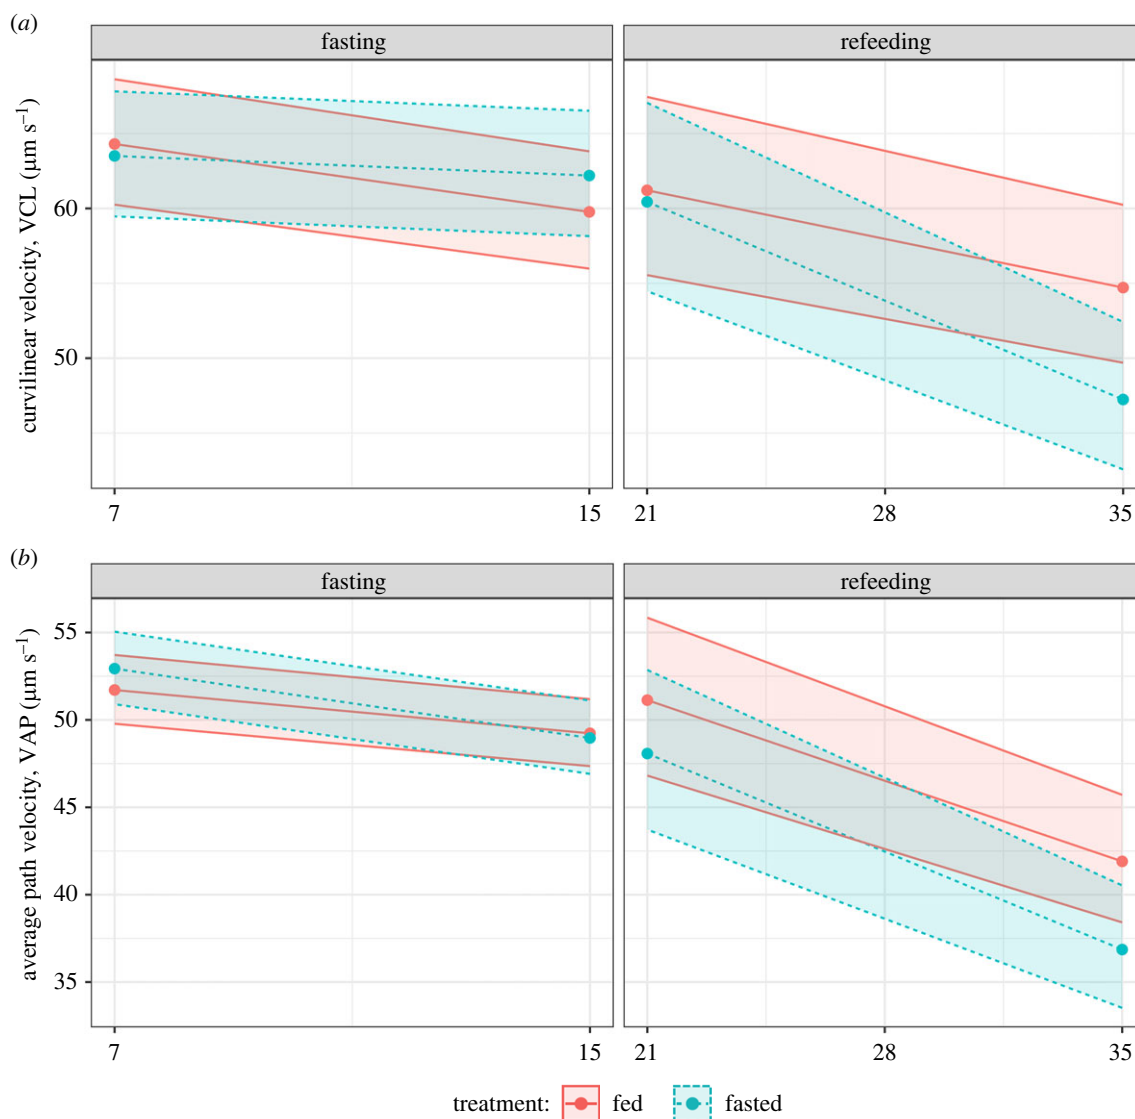 (a)
fasting
refeeding
curvilinear velocity, VCL (µm s⁻¹)
60
50
7
15
21
28
35
(b)
fasting
refeeding
average path velocity, VAP (µm s⁻¹)
55
50
45
40
35
7
15
21
28
35
treatment: fed fasted